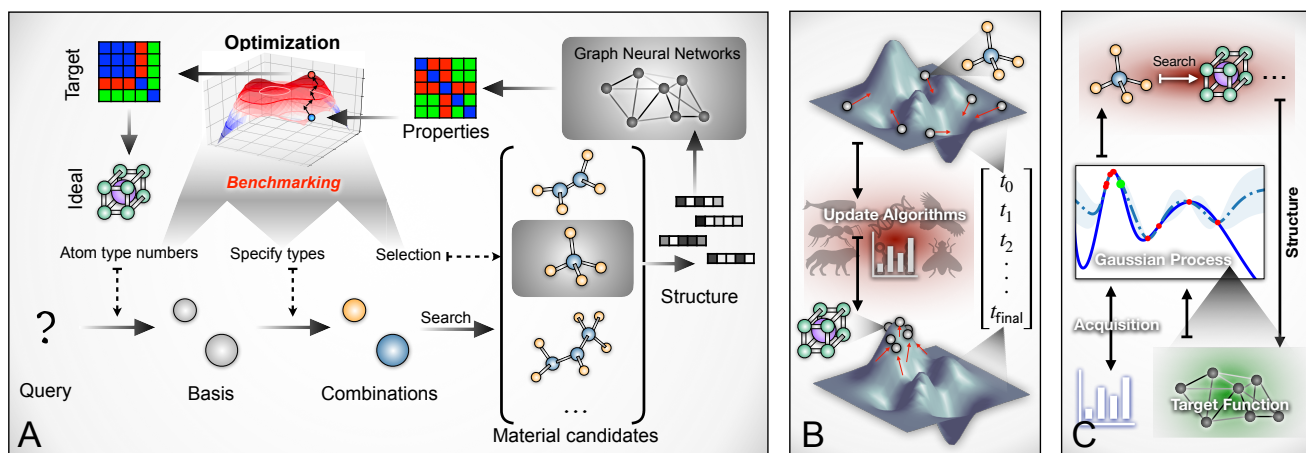 Target
Optimization
Graph Neural Networks
Properties
Ideal
Benchmarking
Atom type numbers
Specify types
Selection
Structure
?
Search
Query
Basis
Combinations
...
Material candidates
A
Update Algorithms
t0
t1
t2
.
.
.
tfinal
B
Search
...
Structure
Gaussian Process
Acquisition
Target Function
C